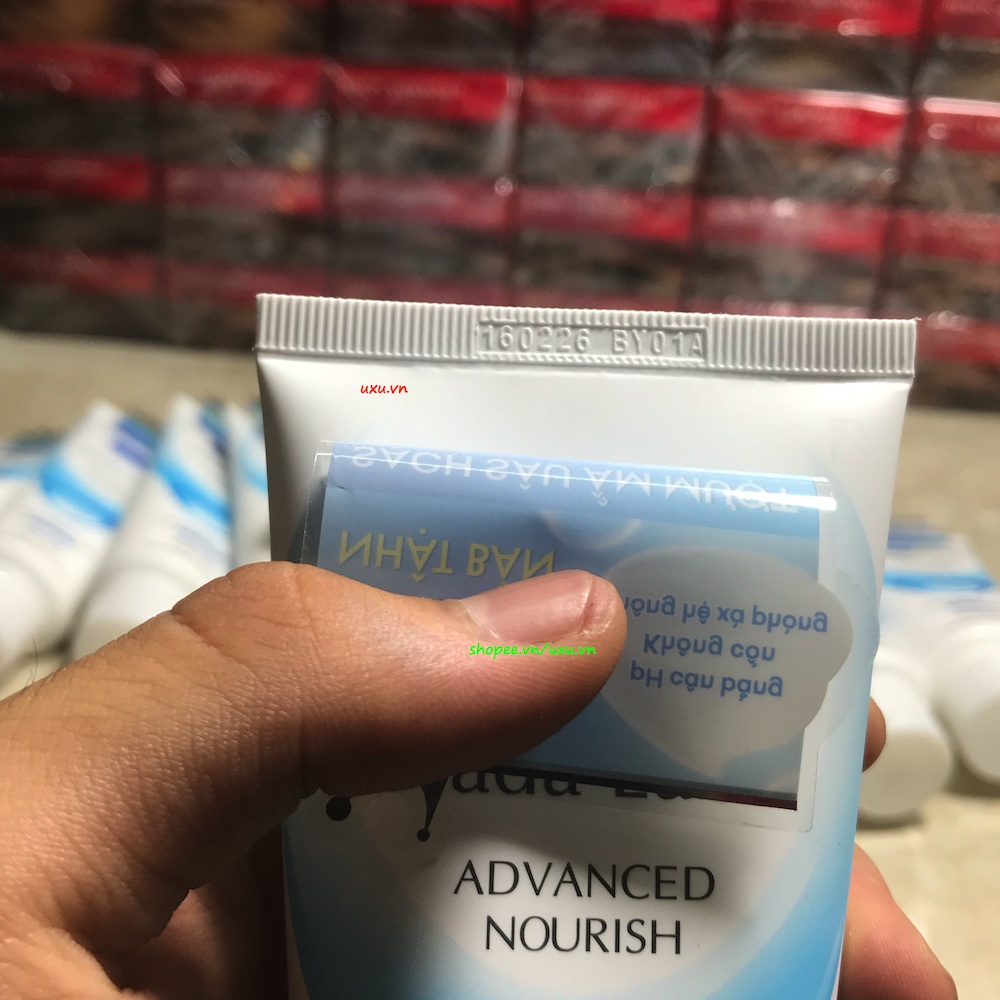 160226 BY01A
uxu.vn
SẠCH SÂU ẨM MƯỢT
NHẬT BẢN
hệ xà phòng
Không cồn
pH cân bằng
shopee.vn/uxu.vn
ADVANCED
NOURISH